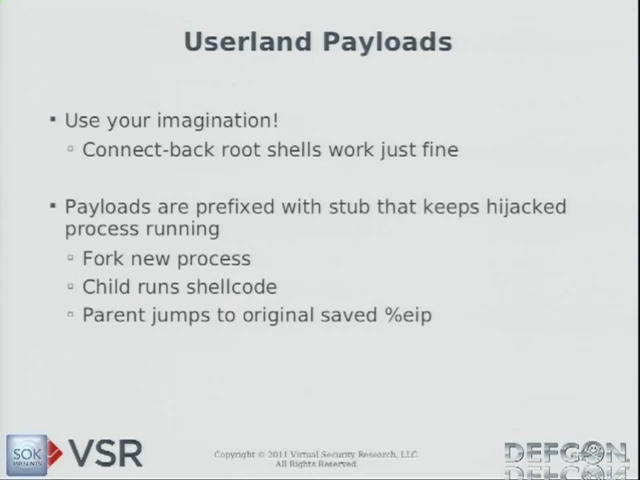 Userland Payloads
Use your imagination!
Connect-back root shells work just fine
Payloads are prefixed with stub that keeps hijacked
process running
Fork new process
Child runs shellcode
Parent jumps to original saved %eip
SOK
PRESENTS
VSR
Copyright © 2011 Virtual Security Research, LLC.
All Rights Reserved.
DEFCON